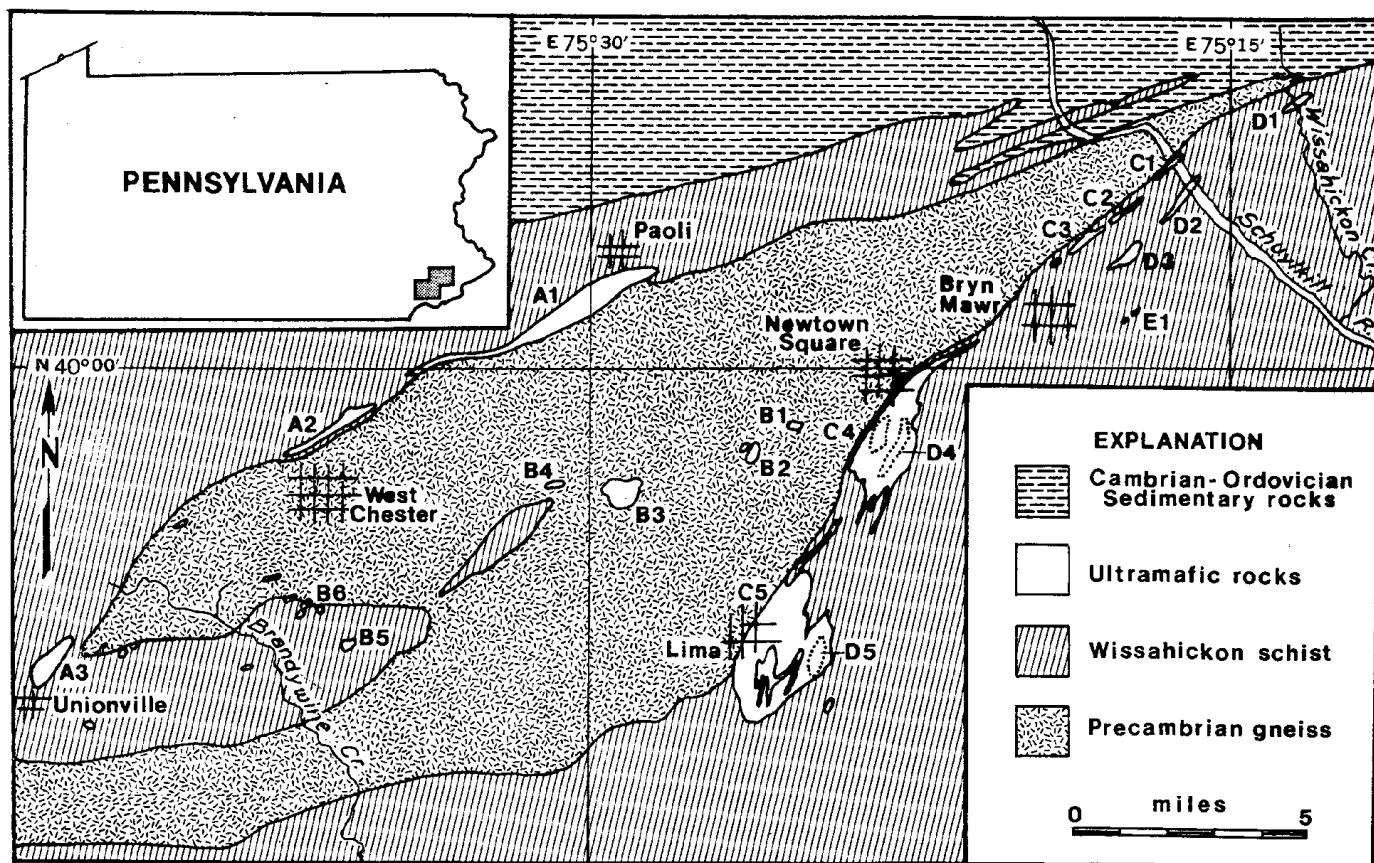 PENNSYLVANIA
E 75°30'
E 75°15'
N 40°00'
N
Paoli
Bryn
Mawr
Newtown
Square
West
Chester
Lima
Unionville
Brandywine Cr.
Schuylkill R.
Wissahickon Cr.
A1
A2
A3
B1
B2
B3
B4
B5
B6
C1
C2
C3
C4
C5
D1
D2
D3
D4
D5
E1
EXPLANATION
Cambrian-Ordovician
Sedimentary rocks
Ultramafic rocks
Wissahickon schist
Precambrian gneiss
miles
0 5